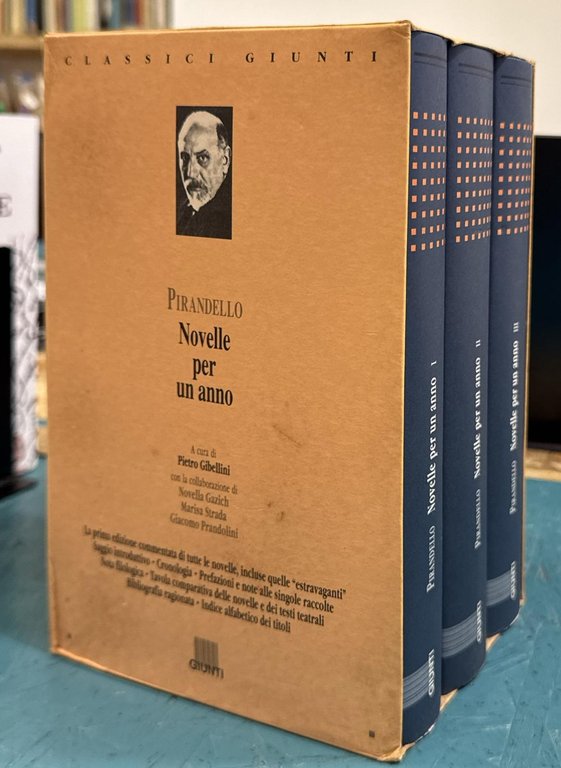 CLASSICI GIUNTI
PIRANDELLO
Novelle
per
un anno
A cura di
Pietro Gibellini
con la collaborazione di
Novella Gazich
Marisa Strada
Giacomo Prandolini
La prima edizione commentata di tutte le novelle, incluse quelle "estravaganti"
Saggio introduttivo • Cronologia • Prefazioni e note alle singole raccolte
Nota filologica • Tavola comparativa delle novelle e dei testi teatrali
Bibliografia ragionata • Indice alfabetico dei titoli
GIUNTI
PIRANDELLO Novelle per un anno I
GIUNTI
PIRANDELLO Novelle per un anno II
PIRANDELLO Novelle per un anno III
E